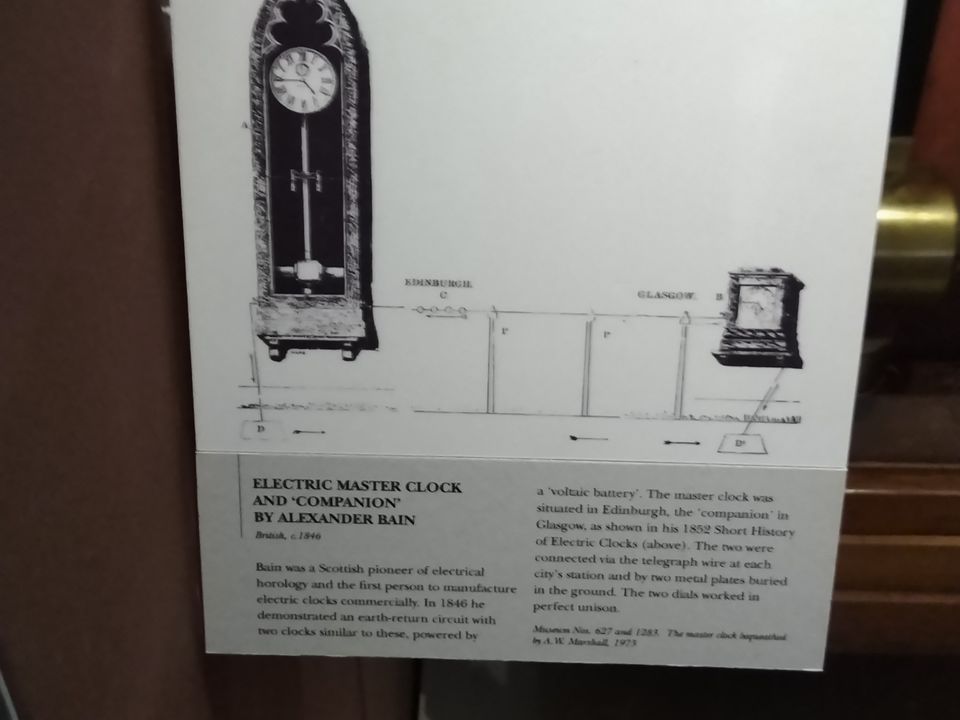 A
EDINBURGH.
C
GLASGOW.
B
P
P
D
D²
ELECTRIC MASTER CLOCK
AND ‘COMPANION’
BY ALEXANDER BAIN
British, c.1846
Bain was a Scottish pioneer of electrical
horology and the first person to manufacture
electric clocks commercially. In 1846 he
demonstrated an earth-return circuit with
two clocks similar to these, powered by
a ‘voltaic battery’. The master clock was
situated in Edinburgh, the ‘companion’ in
Glasgow, as shown in his 1852 Short History
of Electric Clocks (above). The two were
connected via the telegraph wire at each
city's station and by two metal plates buried
in the ground. The two dials worked in
perfect unison.
Museum Nos. 627 and 1283. The master clock bequeathed
by A.W. Marshall, 1975